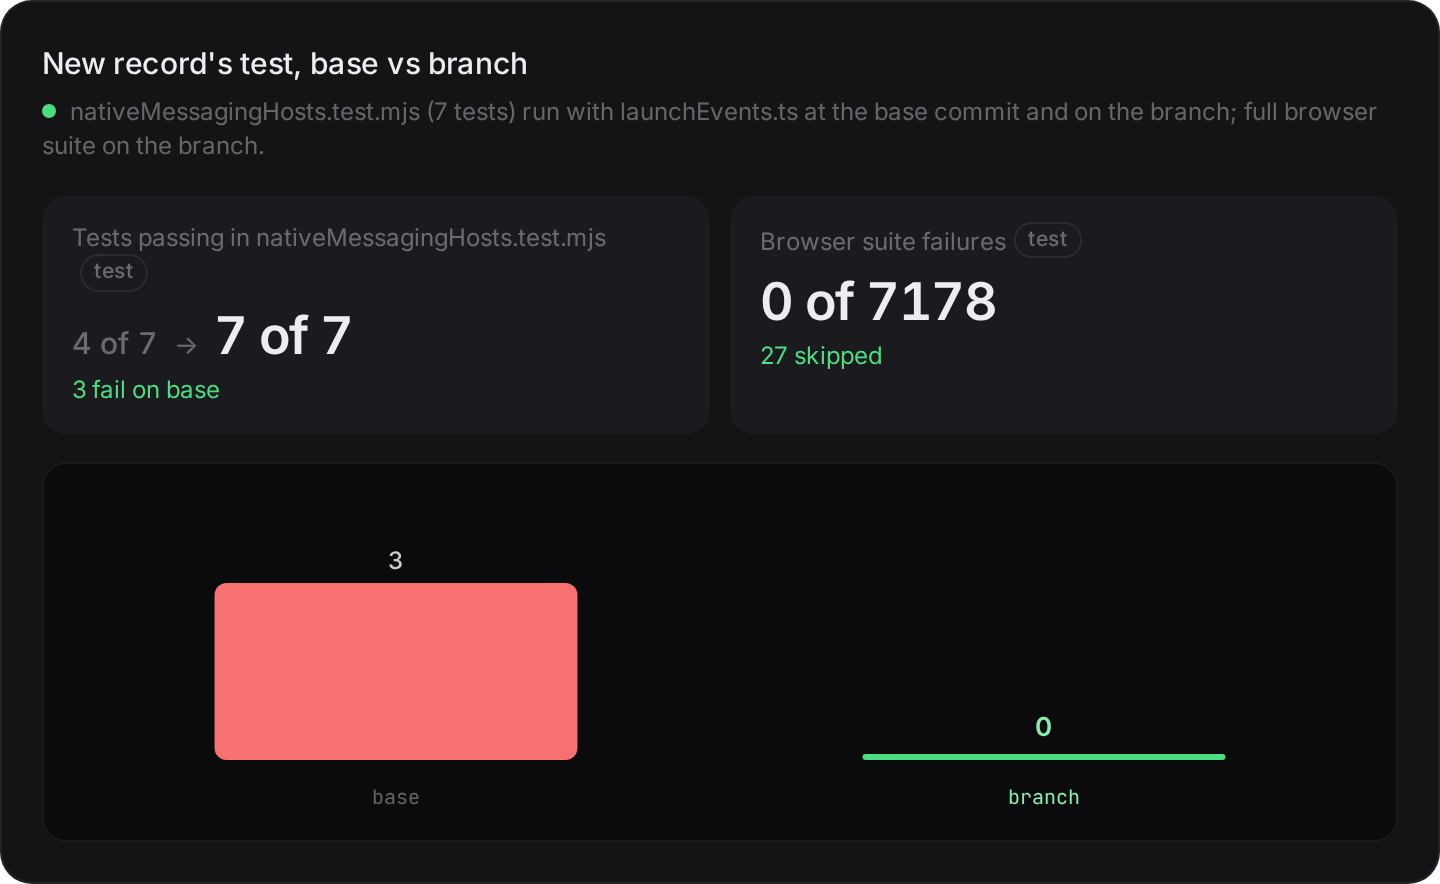 New record's test, base vs branch
nativeMessagingHosts.test.mjs (7 tests) run with launchEvents.ts at the base commit and on the branch; full browser
suite on the branch.
Tests passing in nativeMessagingHosts.test.mjs
test
4 of 7 → 7 of 7
3 fail on base
Browser suite failures test
0 of 7178
27 skipped
3
base
0
branch